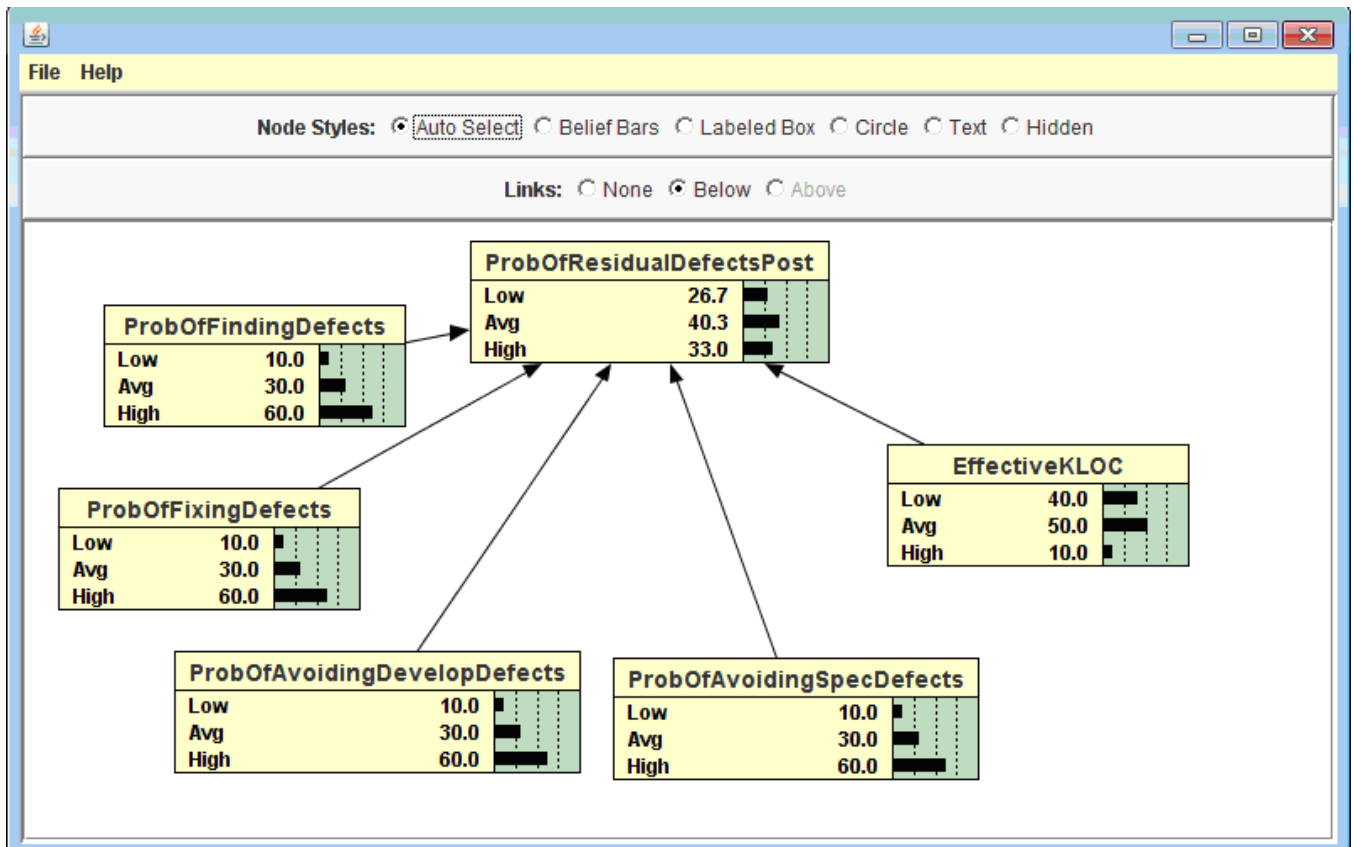 File Help
Node Styles: Auto Select Belief Bars Labeled Box Circle Text Hidden
Links: None Below Above
ProbOfResidualDefectsPost
Low 26.7
Avg 40.3
High 33.0
ProbOfFindingDefects
Low 10.0
Avg 30.0
High 60.0
EffectiveKLOC
Low 40.0
Avg 50.0
High 10.0
ProbOfFixingDefects
Low 10.0
Avg 30.0
High 60.0
ProbOfAvoidingDevelopDefects
Low 10.0
Avg 30.0
High 60.0
ProbOfAvoidingSpecDefects
Low 10.0
Avg 30.0
High 60.0